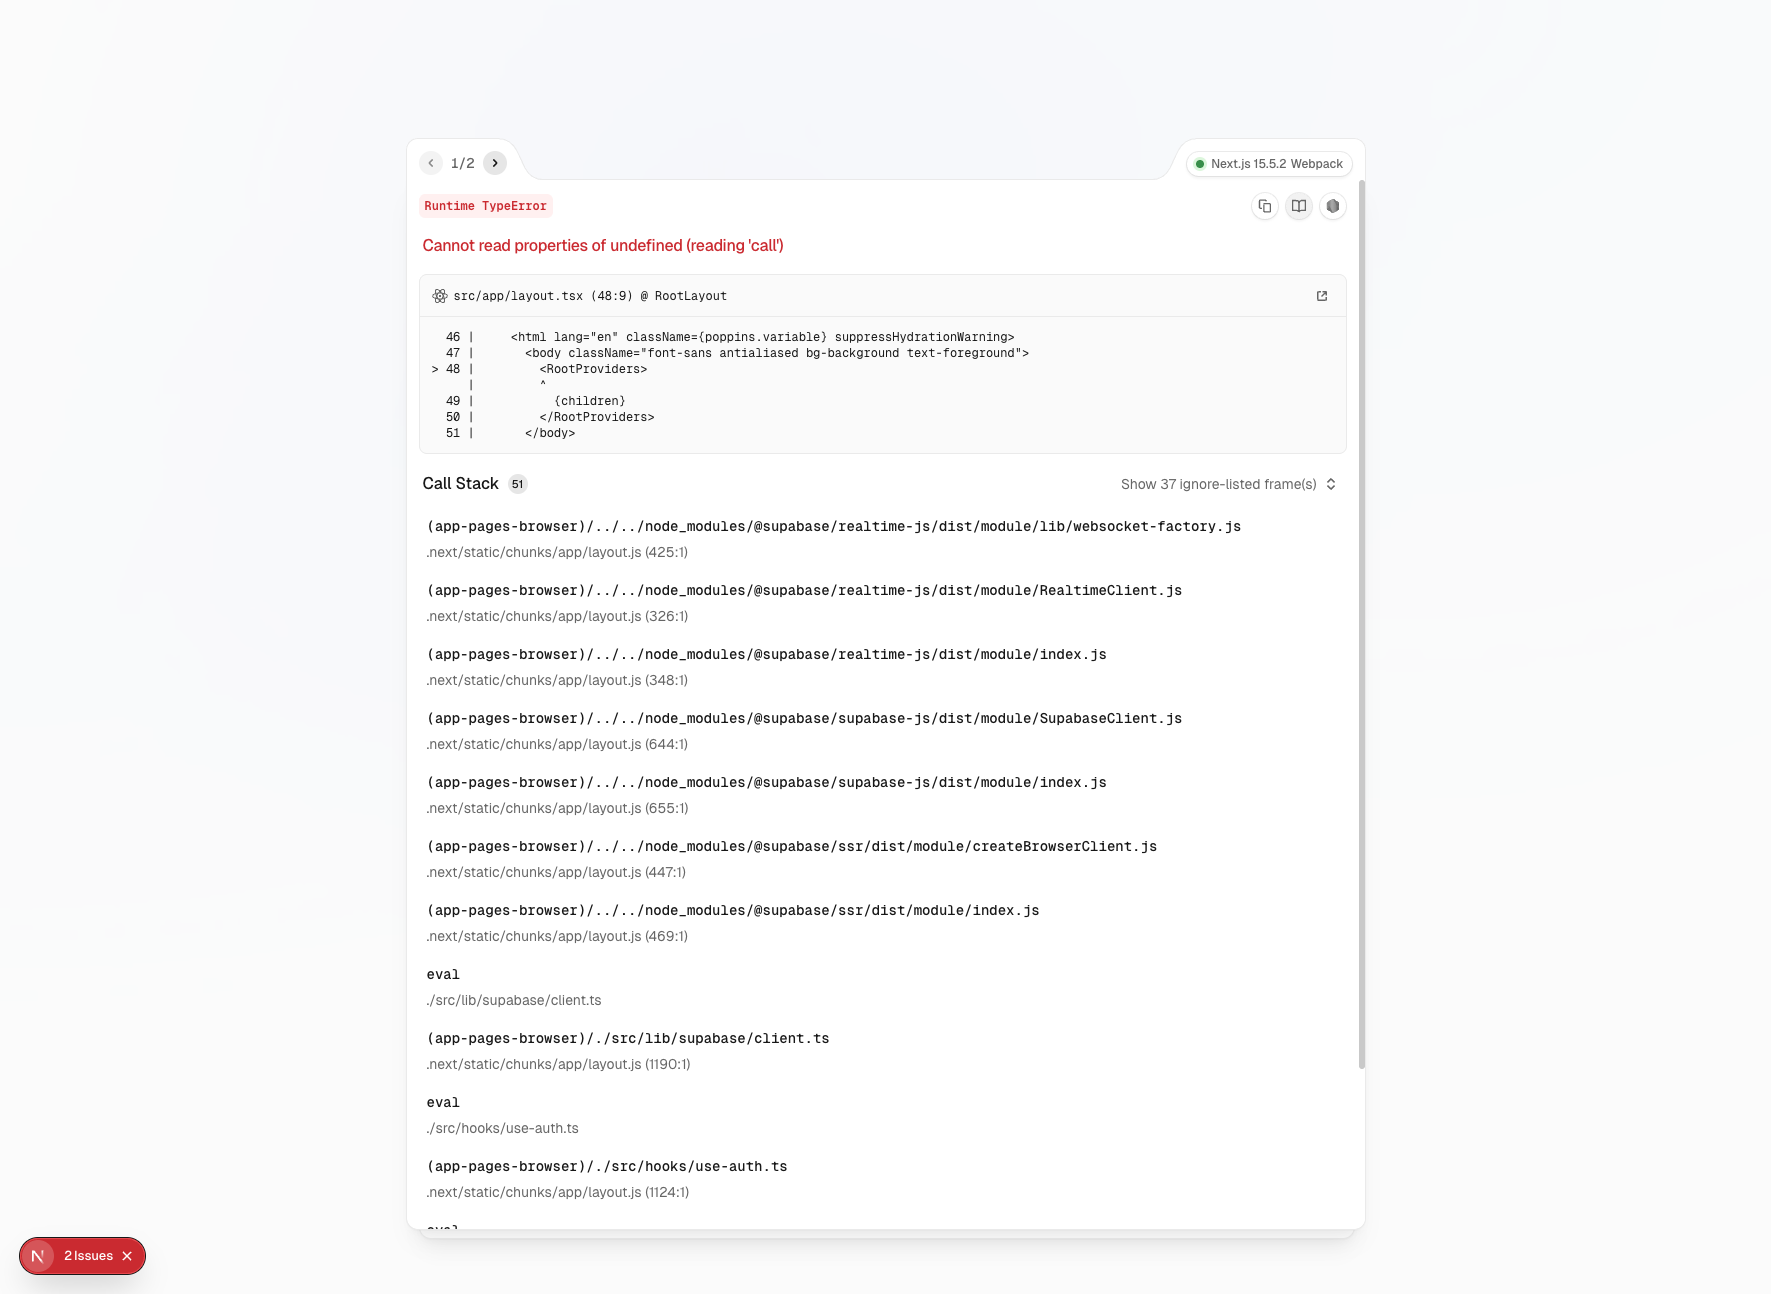 1/2
Next.js 15.5.2 Webpack
Runtime TypeError
Cannot read properties of undefined (reading 'call')
src/app/layout.tsx (48:9) @ RootLayout
46 |     <html lang="en" className={poppins.variable} suppressHydrationWarning>
47 |       <body className="font-sans antialiased bg-background text-foreground">
> 48 |         <RootProviders>
|         ^
49 |           {children}
50 |         </RootProviders>
51 |       </body>
Call Stack 51
Show 37 ignore-listed frame(s)
(app-pages-browser)/../../node_modules/@supabase/realtime-js/dist/module/lib/websocket-factory.js
.next/static/chunks/app/layout.js (425:1)
(app-pages-browser)/../../node_modules/@supabase/realtime-js/dist/module/RealtimeClient.js
.next/static/chunks/app/layout.js (326:1)
(app-pages-browser)/../../node_modules/@supabase/realtime-js/dist/module/index.js
.next/static/chunks/app/layout.js (348:1)
(app-pages-browser)/../../node_modules/@supabase/supabase-js/dist/module/SupabaseClient.js
.next/static/chunks/app/layout.js (644:1)
(app-pages-browser)/../../node_modules/@supabase/supabase-js/dist/module/index.js
.next/static/chunks/app/layout.js (655:1)
(app-pages-browser)/../../node_modules/@supabase/ssr/dist/module/createBrowserClient.js
.next/static/chunks/app/layout.js (447:1)
(app-pages-browser)/../../node_modules/@supabase/ssr/dist/module/index.js
.next/static/chunks/app/layout.js (469:1)
eval
./src/lib/supabase/client.ts
(app-pages-browser)/./src/lib/supabase/client.ts
.next/static/chunks/app/layout.js (1190:1)
eval
./src/hooks/use-auth.ts
(app-pages-browser)/./src/hooks/use-auth.ts
.next/static/chunks/app/layout.js (1124:1)
N 2 Issues